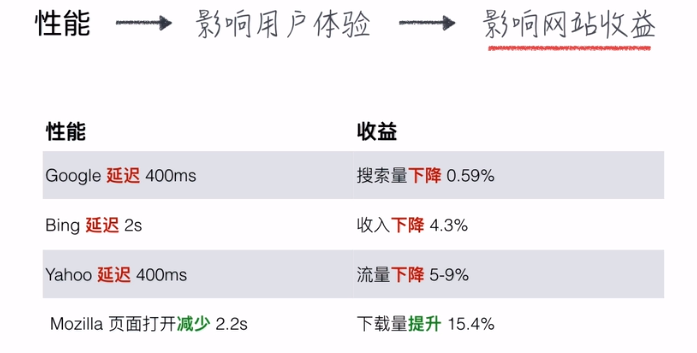 性能 → 影响用户体验 → 影响网站收益
性能 收益
Google 延迟 400ms 搜索量下降 0.59%
Bing 延迟 2s 收入下降 4.3%
Yahoo 延迟 400ms 流量下降 5-9%
Mozilla 页面打开减少 2.2s 下载量提升 15.4%